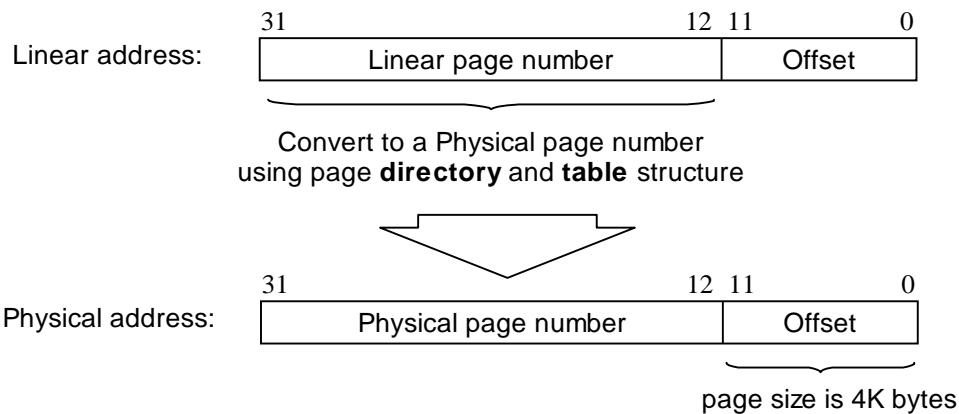 31 12 11 0
Linear address: Linear page number Offset
Convert to a Physical page number
using page directory and table structure
31 12 11 0
Physical address: Physical page number Offset
page size is 4K bytes